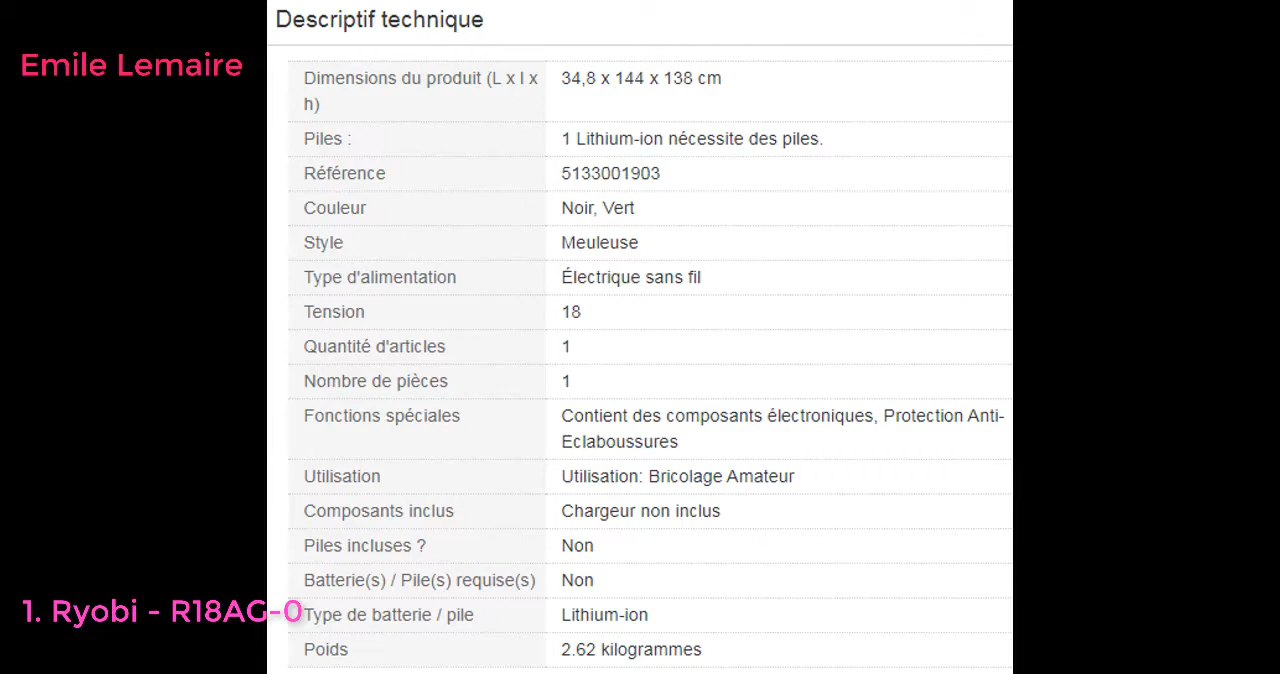 Descriptif technique
Emile Lemaire
Dimensions du produit (L x l x
h)
34,8 x 144 x 138 cm
Piles :
1 Lithium-ion nécessite des piles.
Référence
5133001903
Couleur
Noir, Vert
Style
Meuleuse
Type d'alimentation
Électrique sans fil
Tension
18
Quantité d'articles
1
Nombre de pièces
1
Fonctions spéciales
Contient des composants électroniques, Protection Anti-
Eclaboussures
Utilisation
Utilisation: Bricolage Amateur
Composants inclus
Chargeur non inclus
Piles incluses ?
Non
Batterie(s) / Pile(s) requise(s)
Non
1. Ryobi - R18AG-0
Type de batterie / pile
Lithium-ion
Poids
2.62 kilogrammes